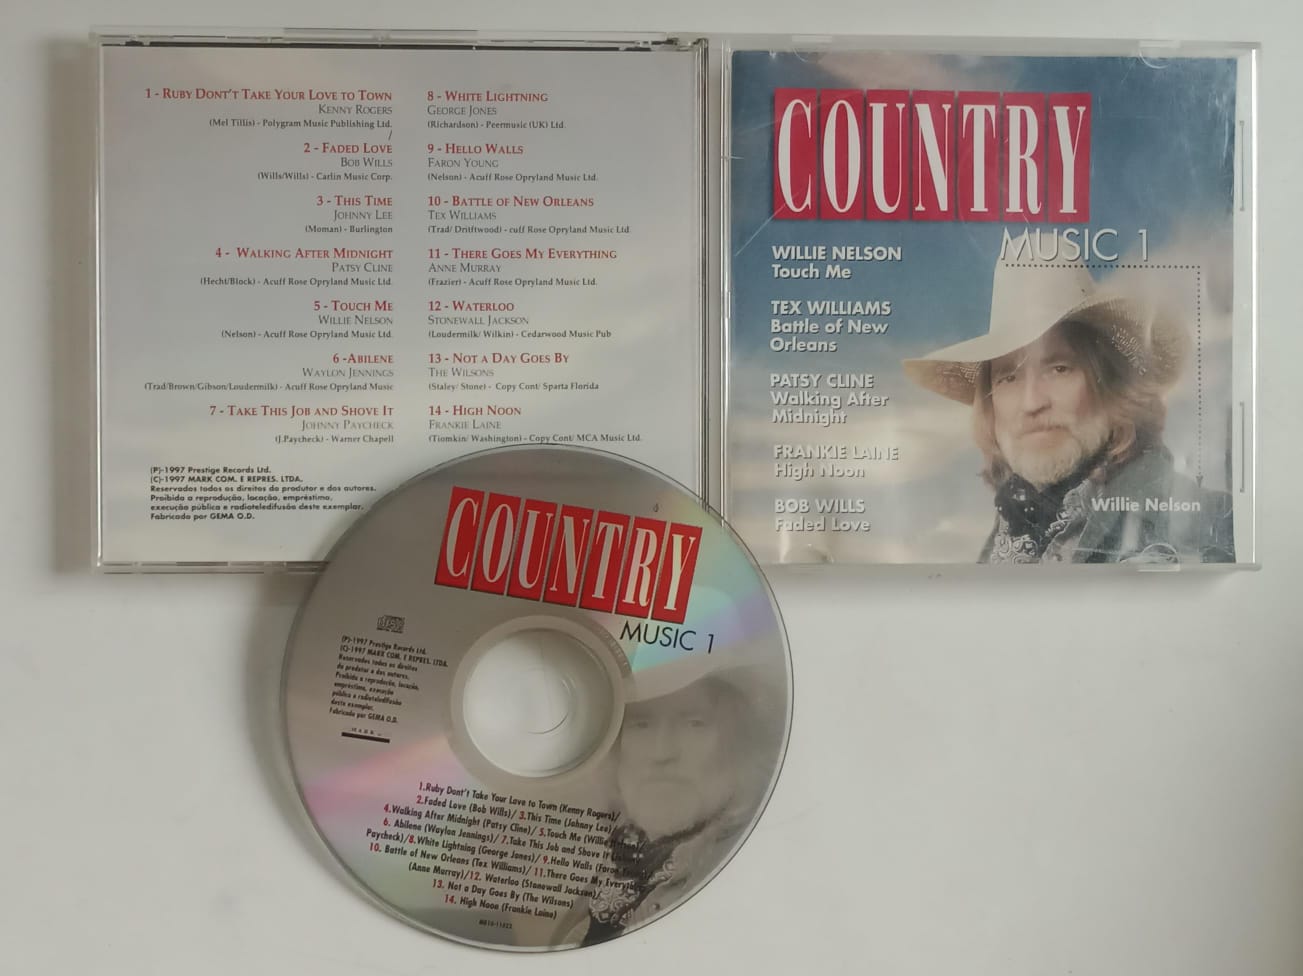 1 - RUBY DONT'T TAKE YOUR LOVE TO TOWN
KENNY ROGERS
(Mel Tillis) - Polygram Music Publishing Ltd.
/
2 - FADED LOVE
BOB WILLS
(Wills/Wills) - Carlin Music Corp.
3 - THIS TIME
JOHNNY LEE
(Moman) - Burlington
4 - WALKING AFTER MIDNIGHT
PATSY CLINE
(Hecht/Block) - Acuff Rose Opryland Music Ltd.
5 - TOUCH ME
WILLIE NELSON
(Nelson) - Acuff Rose Opryland Music Ltd.
6 -ABILENE
WAYLON JENNINGS
(Trad/Brown/Gibson/Loudermilk) - Acuff Rose Opryland Music
7 - TAKE THIS JOB AND SHOVE IT
JOHNNY PAYCHECK
(J.Paycheck) - Warner Chapell
8 - WHITE LIGHTNING
GEORGE JONES
(Richardson) - Peermusic (UK) Ltd.
9 - HELLO WALLS
FARON YOUNG
(Nelson) - Acuff Rose Opryland Music Ltd.
10 - BATTLE OF NEW ORLEANS
TEX WILLIAMS
(Trad/ Driftwood) - cuff Rose Opryland Music Ltd.
11 - THERE GOES MY EVERYTHING
ANNE MURRAY
(Frazier) - Acuff Rose Opryland Music Ltd.
12 - WATERLOO
STONEWALL JACKSON
(Loudermilk/ Wilkin) - Cedarwood Music Pub
13 - NOT A DAY GOES BY
THE WILSONS
(Staley/ Stone) - Copy Cont/ Sparta Florida
14 - HIGH NOON
FRANKIE LAINE
(Tiomkin/ Washington) - Copy Cont/ MCA Music Ltd.
(P)-1997 Prestige Records Ltd.
(C)-1997 MARK COM. E REPRES. LTDA.
Reservados todos os direitos do produtor e dos autores.
Proibida a reprodução, locação, empréstimo,
execução pública e radioteledifusão deste exemplar.
Fabricado por GEMA O.D.
COUNTRY
MUSIC 1
WILLIE NELSON
Touch Me
TEX WILLIAMS
Battle of New
Orleans
PATSY CLINE
Walking After
Midnight
FRANKIE LAINE
High Noon
BOB WILLS
Faded Love
Willie Nelson
COUNTRY
MUSIC 1
(P)-1997 Prestige Records Ltd.
(C)-1997 MARK COM. E REPRES. LTDA.
Reservados todos os direitos
do produtor e dos autores.
Proibida a reprodução, locação,
empréstimo, execução
pública e radioteledifusão
deste exemplar.
Fabricado por GEMA O.D.
1.Ruby Dont't Take Your Love to Town (Kenny Rogers)/
2.Faded Love (Bob Wills)/ 3.This Time (Johnny Lee)/
4.Walking After Midnight (Patsy Cline)/ 5.Touch Me (Willie Nelson)/
6. Abilene (Waylon Jennings)/ 7.Take This Job and Shove It
Paycheck)/8.White Lightning (George Jones)/ 9.Hello Walls (Faron
10. Battle of New Orleans (Tex Williams)/ 11.There Goes My Everything
(Anne Murray)/12. Waterloo (Stonewall Jackson)/
13. Not a Day Goes By (The Wilsons)
14. High Noon (Frankie Laine)